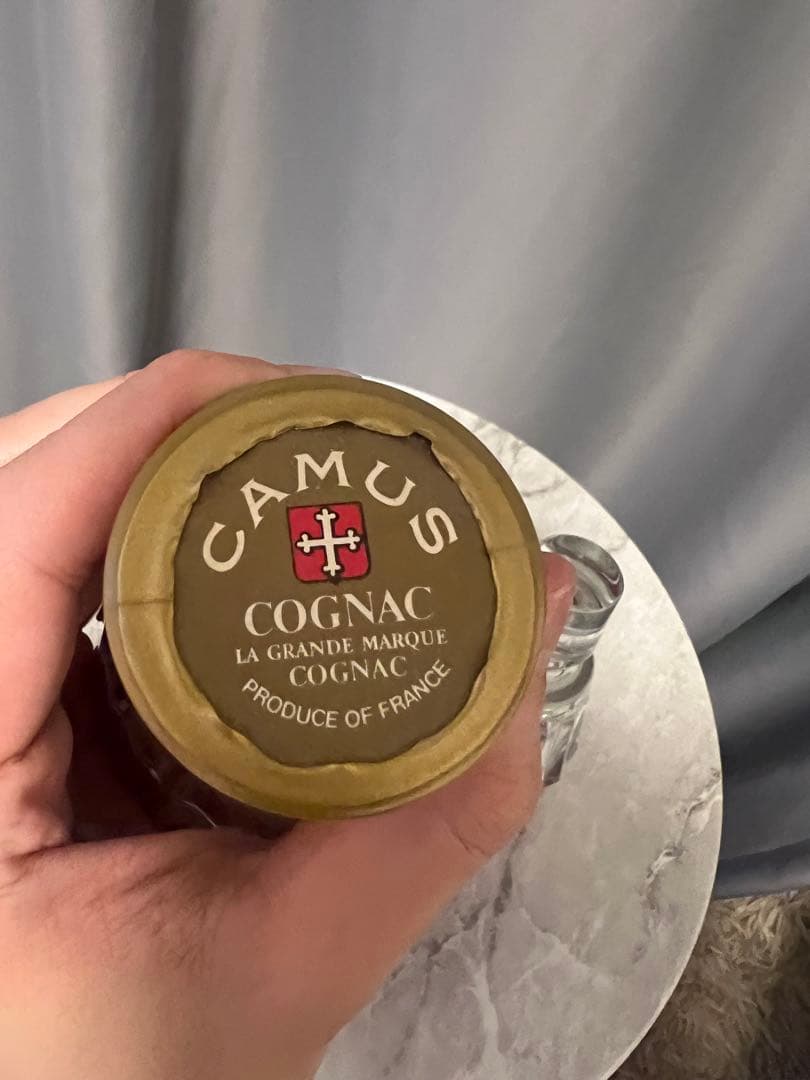 CAMUS
COGNAC
LA GRANDE MARQUE
COGNAC
PRODUCE OF FRANCE